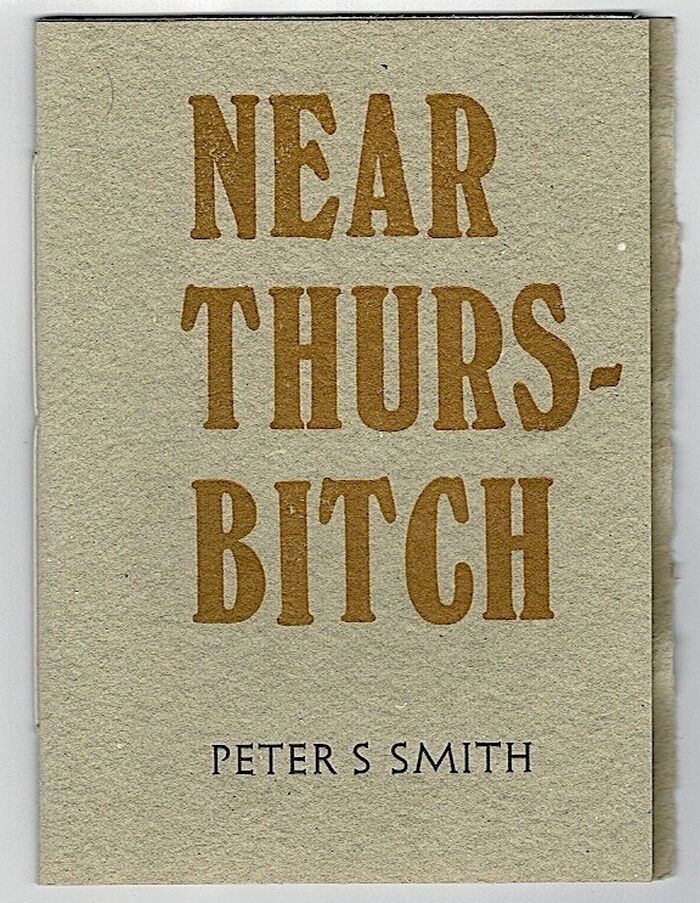 NEAR
THURS-
BITCH
PETER S SMITH